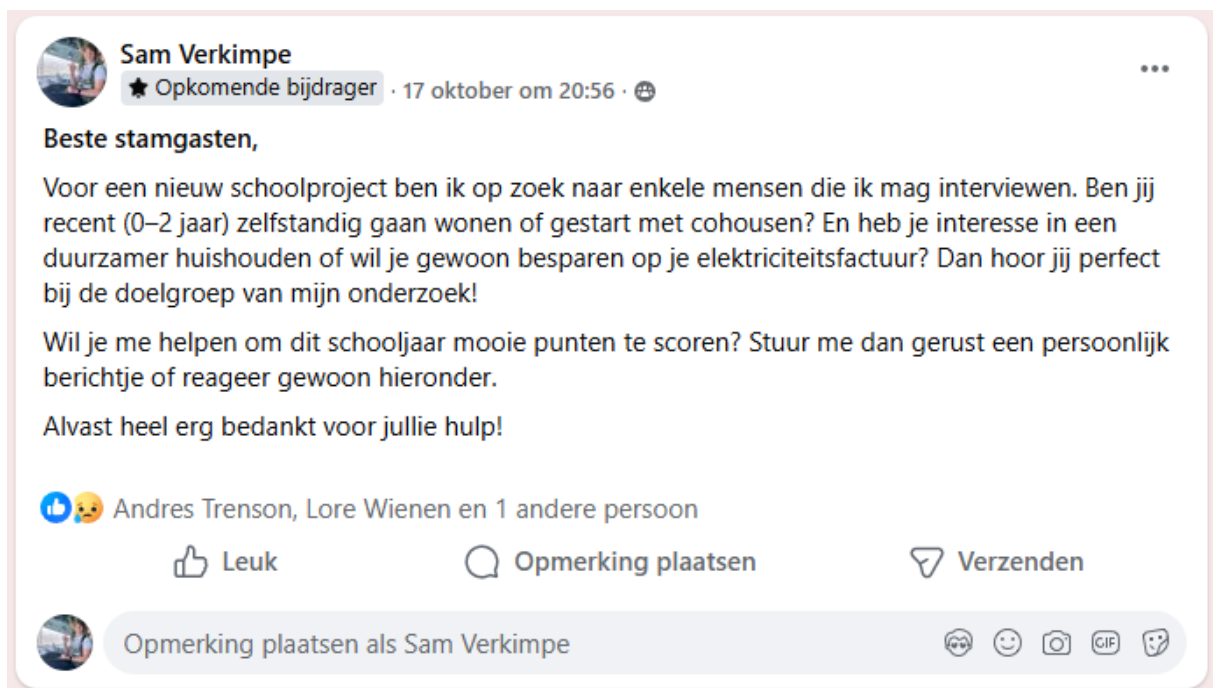 Sam Verkimpe
Opkomende bijdrager · 17 oktober om 20:56 ·
Beste stamgasten,
Voor een nieuw schoolproject ben ik op zoek naar enkele mensen die ik mag interviewen. Ben jij
recent (0–2 jaar) zelfstandig gaan wonen of gestart met cohousen? En heb je interesse in een
duurzamer huishouden of wil je gewoon besparen op je elektriciteitsfactuur? Dan hoor jij perfect
bij de doelgroep van mijn onderzoek!
Wil je me helpen om dit schooljaar mooie punten te scoren? Stuur me dan gerust een persoonlijk
berichtje of reageer gewoon hieronder.
Alvast heel erg bedankt voor jullie hulp!
Andres Trenson, Lore Wienen en 1 andere persoon
Leuk Opmerking plaatsen Verzenden
Opmerking plaatsen als Sam Verkimpe GIF